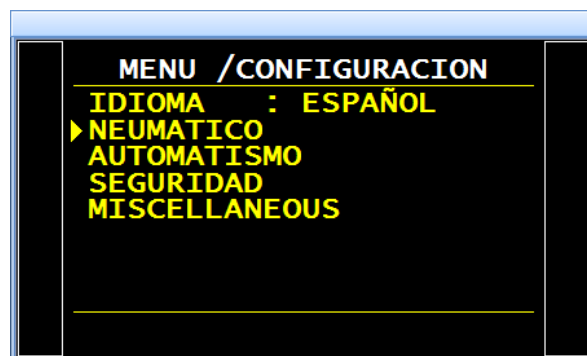 MENU /CONFIGURACION
IDIOMA : ESPAÑOL
NEUMATICO
AUTOMATISMO
SEGURIDAD
MISCELLANEOUS